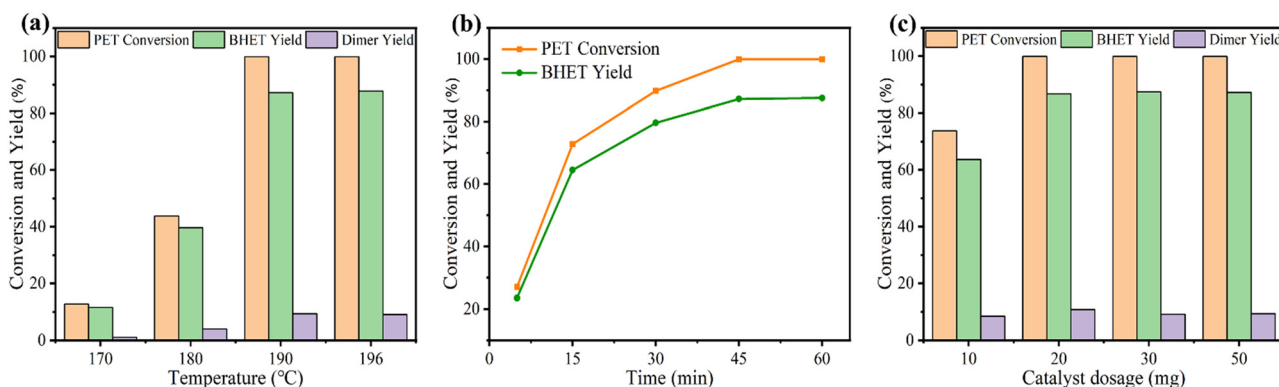 (a)
PET Conversion BHET Yield Dimer Yield
100
80
60
40
20
0
Conversion and Yield (%)
170 180 190 196
Temperature (℃)
(b)
PET Conversion
BHET Yield
100
80
60
40
20
Conversion and Yield (%)
0 15 30 45 60
Time (min)
(c)
PET Conversion BHET Yield Dimer Yield
100
80
60
40
20
0
Conversion and Yield (%)
10 20 30 50
Catalyst dosage (mg)